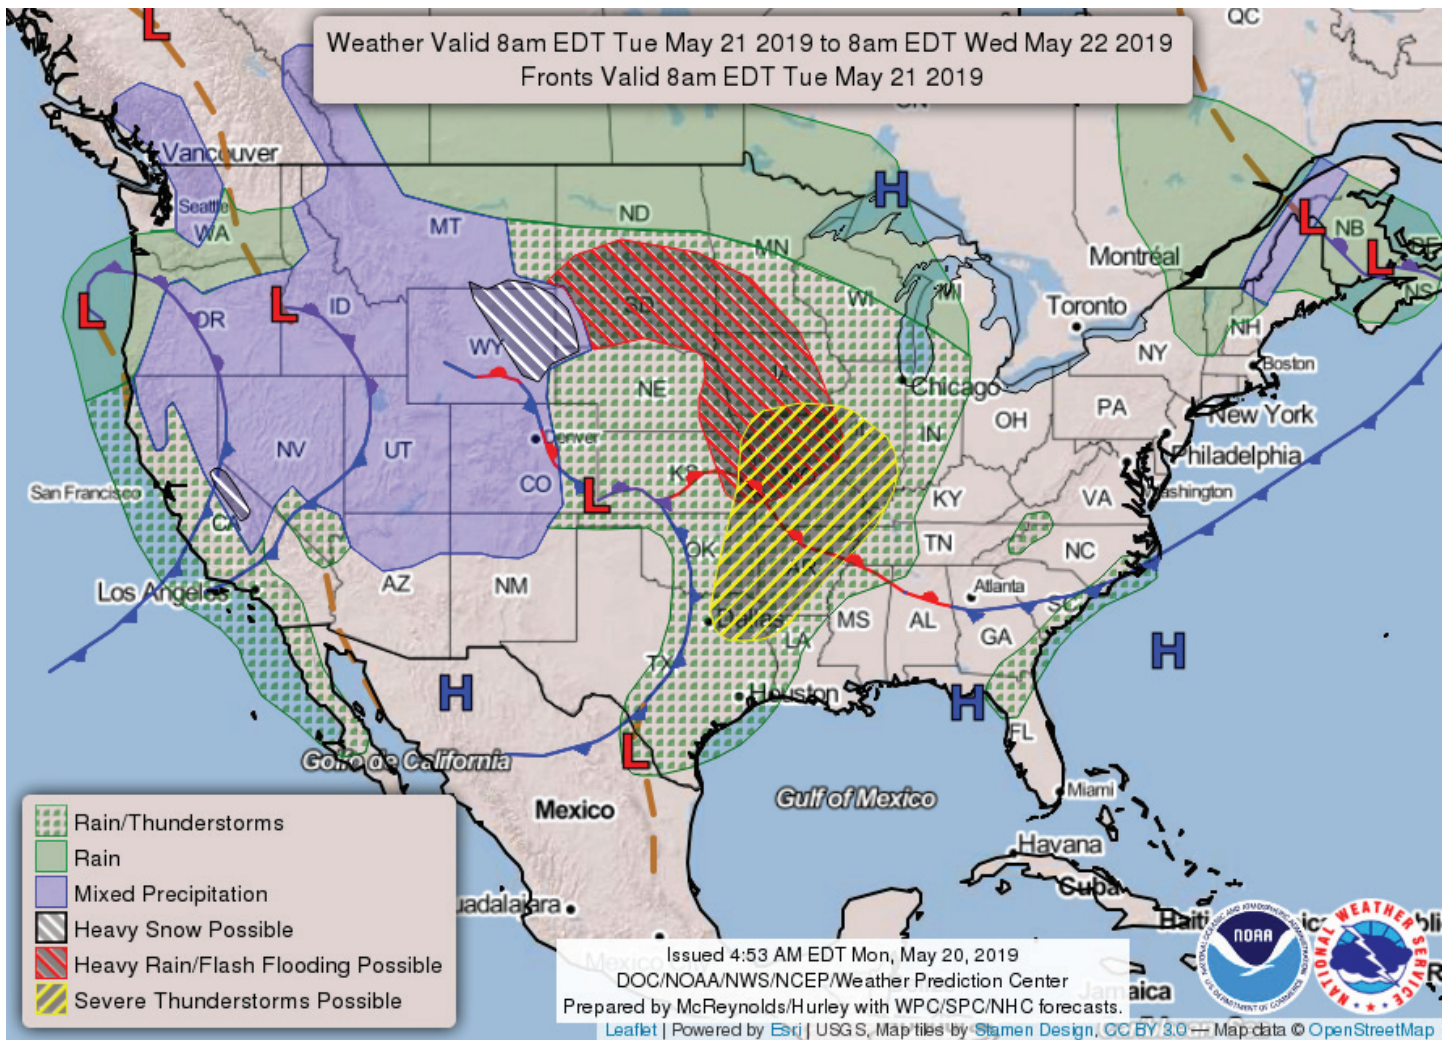 Weather Valid 8am EDT Tue May 21 2019 to 8am EDT Wed May 22 2019
Fronts Valid 8am EDT Tue May 21 2019
L
QC
Vancouver
Seattle
WA
MT
ND
MN
H
Montréal
L
NB
L
NS
L
OR
L
ID
WY
SD
WI
MI
Toronto
NH
NY
Boston
NE
IA
Chicago
PA
New York
OH
IN
Philadelphia
Denver
NV
UT
CO
KS
San Francisco
CA
L
KY
VA
Washington
TN
NC
OK
AR
Los Angeles
AZ
NM
Atlanta
SC
Dallas
MS
AL
GA
LA
TX
H
H
Houston
H
FL
L
Golfo de California
Mexico
Gulf of Mexico
Miami
Havana
Cuba
Haiti
uadalajara
Mexico City
Jamaica
Rain/Thunderstorms
Rain
Mixed Precipitation
Heavy Snow Possible
Heavy Rain/Flash Flooding Possible
Severe Thunderstorms Possible
Issued 4:53 AM EDT Mon, May 20, 2019
DOC/NOAA/NWS/NCEP/Weather Prediction Center
Prepared by McReynolds/Hurley with WPC/SPC/NHC forecasts.
Leaflet | Powered by Esri | USGS, Map tiles by Stamen Design, CC BY 3.0 — Map data © OpenStreetMap
NOAA
NATIONAL WEATHER SERVICE